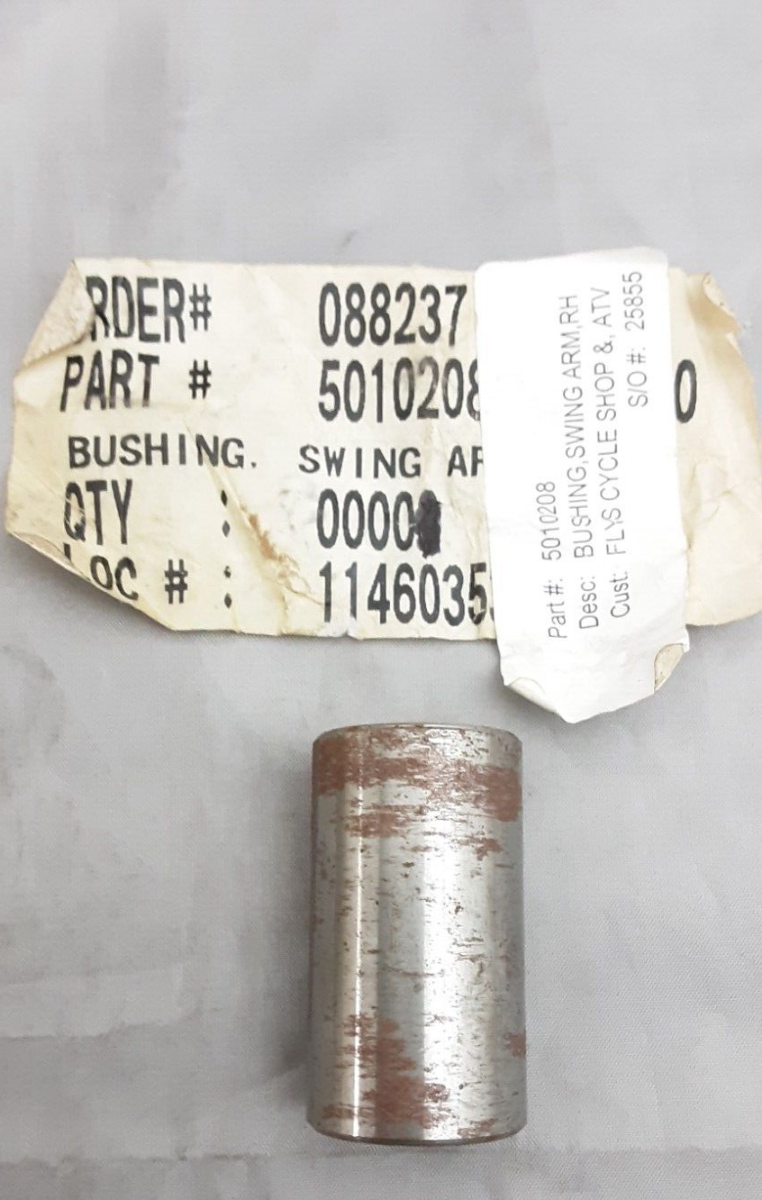 RDER# 088237
PART # 5010208 0
BUSHING. SWING AR
QTY : 0000
LOC # : 1146035
Part #: 5010208
Desc: BUSHING,SWING ARM,RH
Cust: FLYS CYCLE SHOP &, ATV
S/O #: 25855